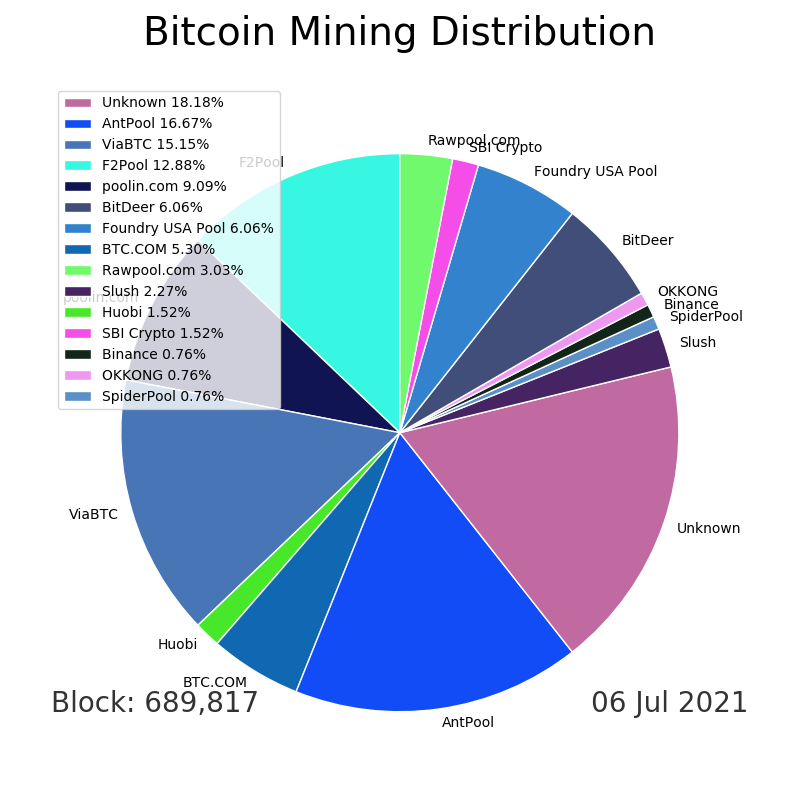 Bitcoin Mining Distribution
Unknown 18.18%
AntPool 16.67%
ViaBTC 15.15%
F2Pool 12.88%
poolin.com 9.09%
BitDeer 6.06%
Foundry USA Pool 6.06%
BTC.COM 5.30%
Rawpool.com 3.03%
Slush 2.27%
Huobi 1.52%
SBI Crypto 1.52%
Binance 0.76%
OKKONG 0.76%
SpiderPool 0.76%
Rawpool.com
SBI Crypto
F2Pool
Foundry USA Pool
BitDeer
OKKONG
poolin.com
Binance
SpiderPool
Slush
ViaBTC
Unknown
Huobi
BTC.COM
AntPool
Block: 689,817
06 Jul 2021